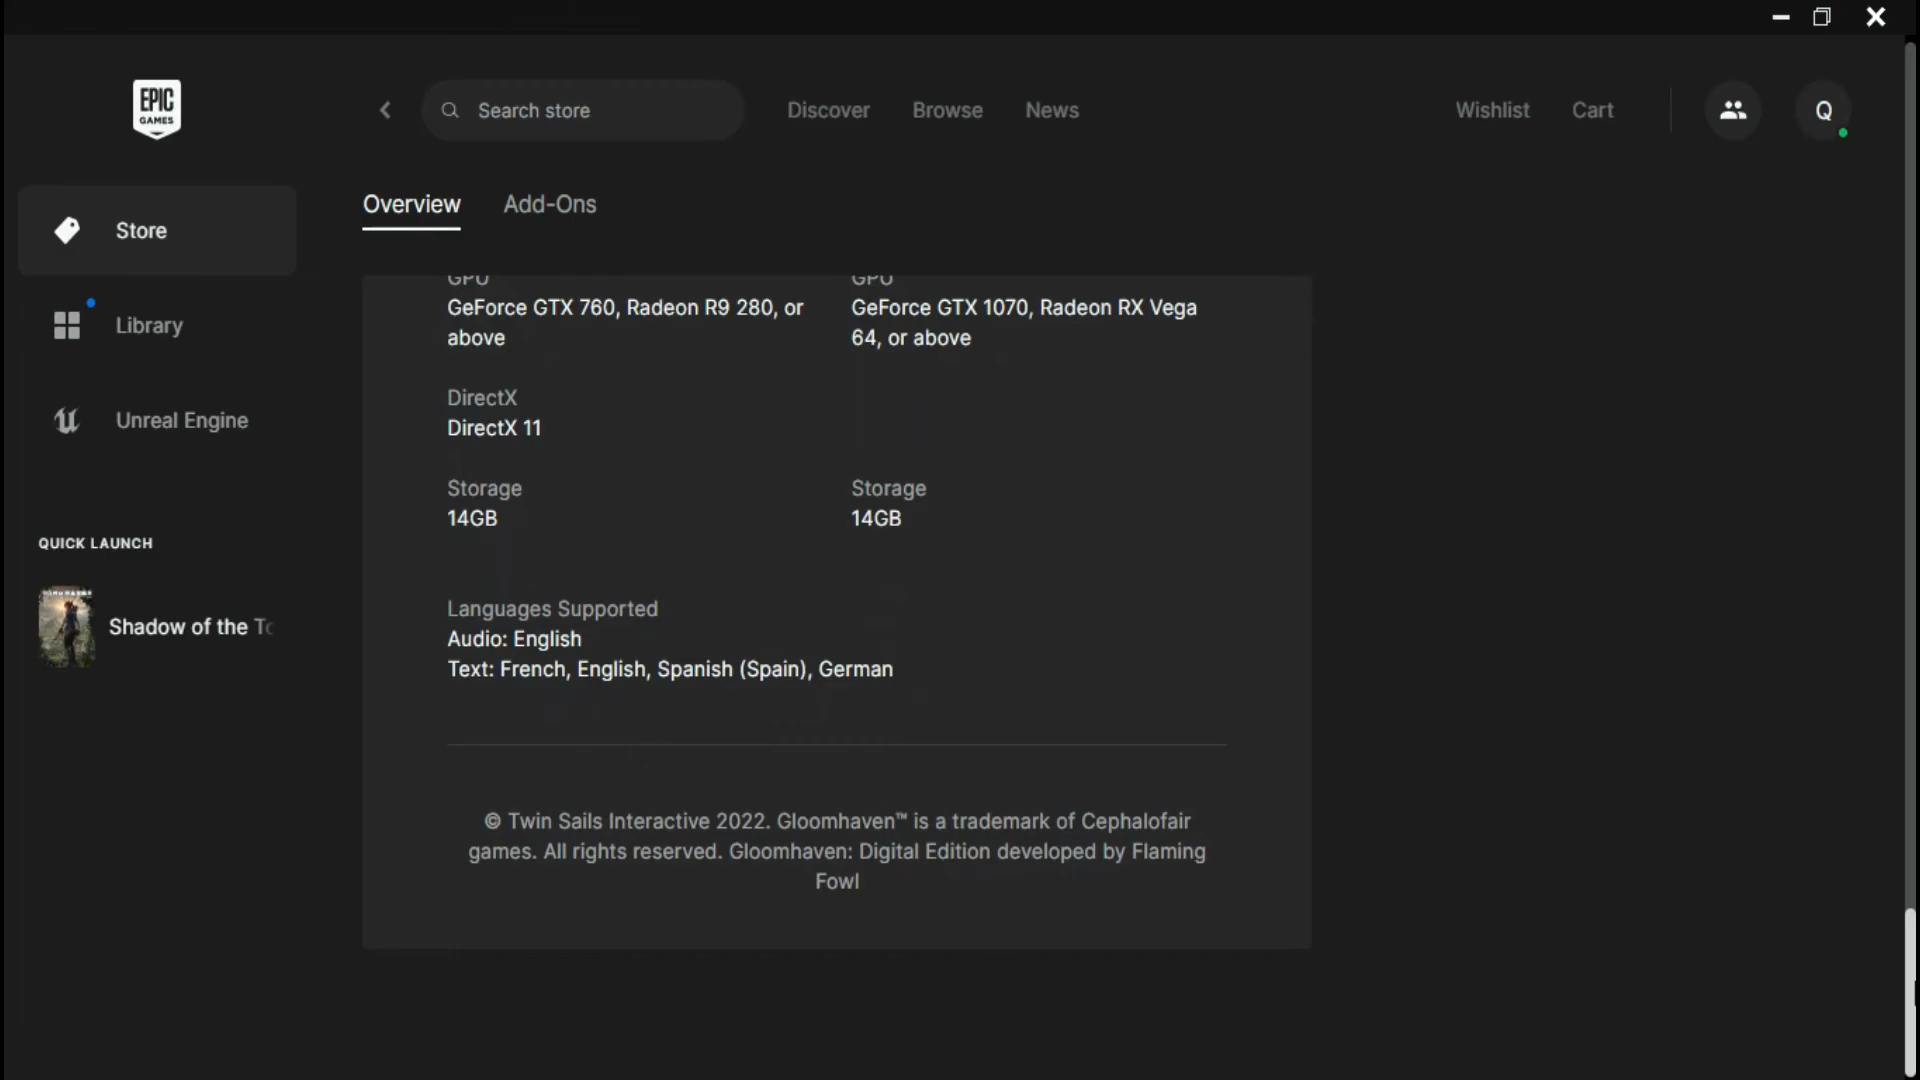 EPIC
GAMES
Search store
Discover
Browse
News
Wishlist
Cart
Q
Store
Library
Unreal Engine
QUICK LAUNCH
Shadow of the To
Overview
Add-Ons
GPU
GeForce GTX 760, Radeon R9 280, or
above
GPU
GeForce GTX 1070, Radeon RX Vega
64, or above
DirectX
DirectX 11
Storage
14GB
Storage
14GB
Languages Supported
Audio: English
Text: French, English, Spanish (Spain), German
© Twin Sails Interactive 2022. Gloomhaven™ is a trademark of Cephalofair
games. All rights reserved. Gloomhaven: Digital Edition developed by Flaming
Fowl